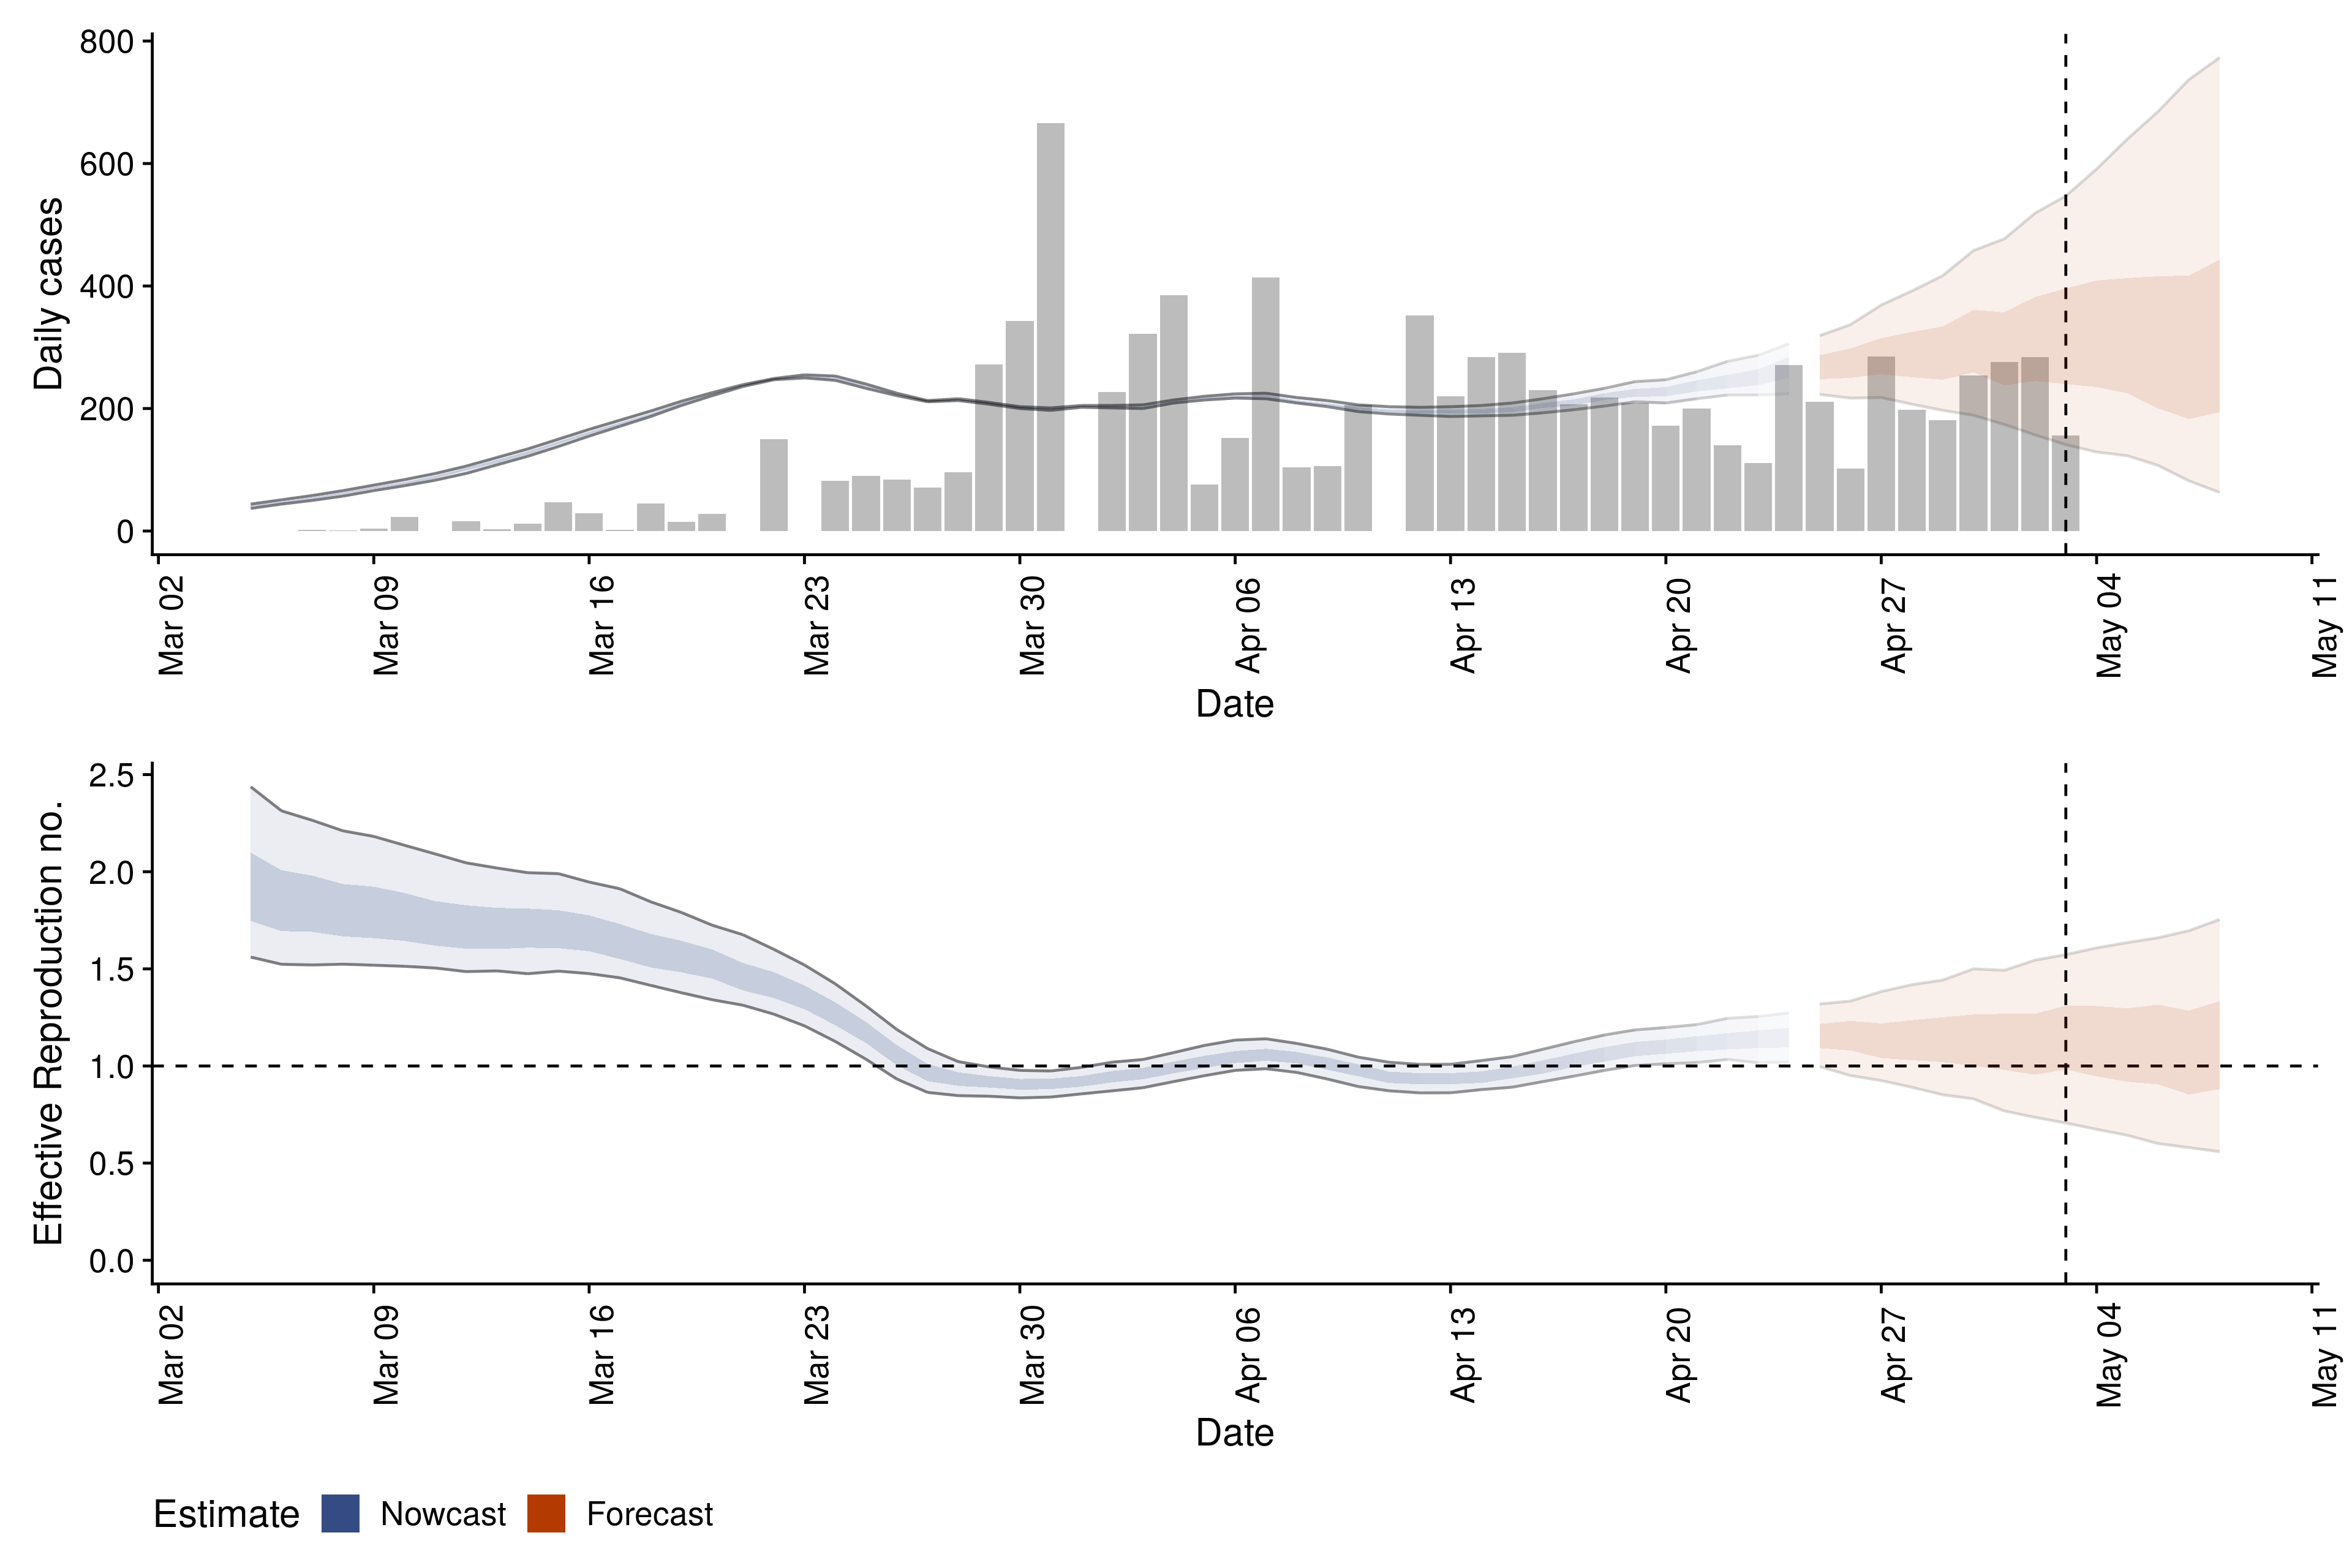 800
600
400
200
0
Daily cases
Mar 02
Mar 09
Mar 16
Mar 23
Mar 30
Apr 06
Apr 13
Apr 20
Apr 27
May 04
May 11
Date
2.5
2.0
1.5
1.0
0.5
0.0
Effective Reproduction no.
Mar 02
Mar 09
Mar 16
Mar 23
Mar 30
Apr 06
Apr 13
Apr 20
Apr 27
May 04
May 11
Date
Estimate Nowcast Forecast